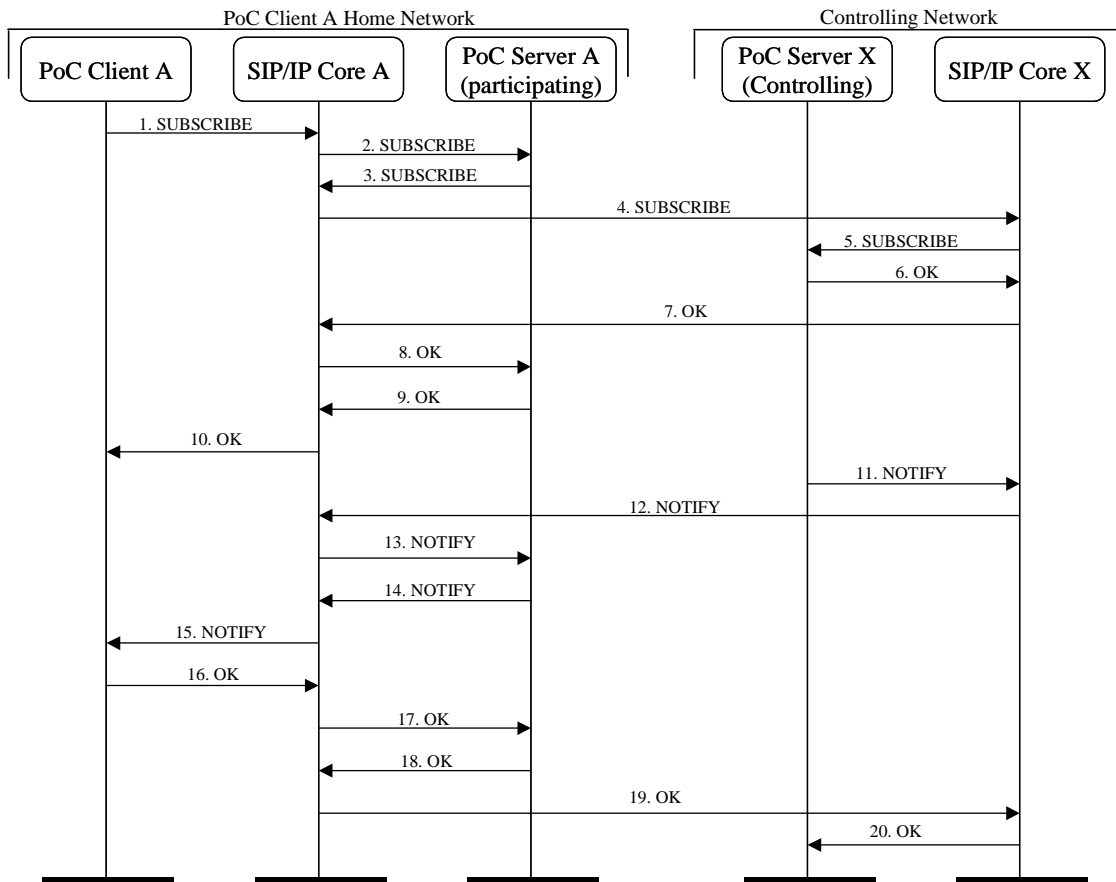 PoC Client A Home Network
Controlling Network
PoC Client A
SIP/IP Core A
PoC Server A
(participating)
PoC Server X
(Controlling)
SIP/IP Core X
1. SUBSCRIBE
2. SUBSCRIBE
3. SUBSCRIBE
4. SUBSCRIBE
5. SUBSCRIBE
6. OK
7. OK
8. OK
9. OK
10. OK
11. NOTIFY
12. NOTIFY
13. NOTIFY
14. NOTIFY
15. NOTIFY
16. OK
17. OK
18. OK
19. OK
20. OK